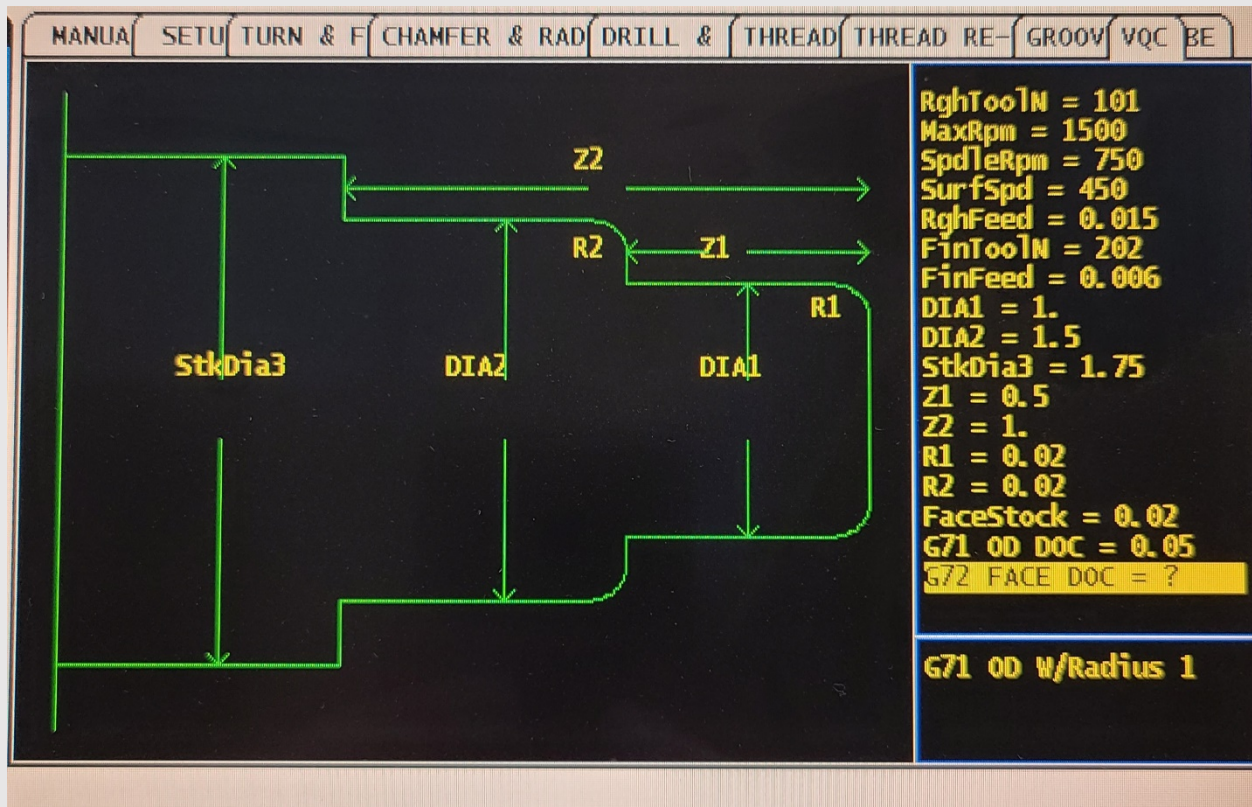 MANUA SETU TURN & F CHAMFER & RAD DRILL & THREAD THREAD RE- GROOV VQC BE
Z2
R2 Z1
R1
StkDia3 DIA2 DIA1
RghToolN = 101
MaxRpm = 1500
SpdleRpm = 750
SurfSpd = 450
RghFeed = 0.015
FinToolN = 202
FinFeed = 0.006
DIA1 = 1.
DIA2 = 1.5
StkDia3 = 1.75
Z1 = 0.5
Z2 = 1.
R1 = 0.02
R2 = 0.02
FaceStock = 0.02
G71 OD DOC = 0.05
G72 FACE DOC = ?
G71 OD W/Radius 1